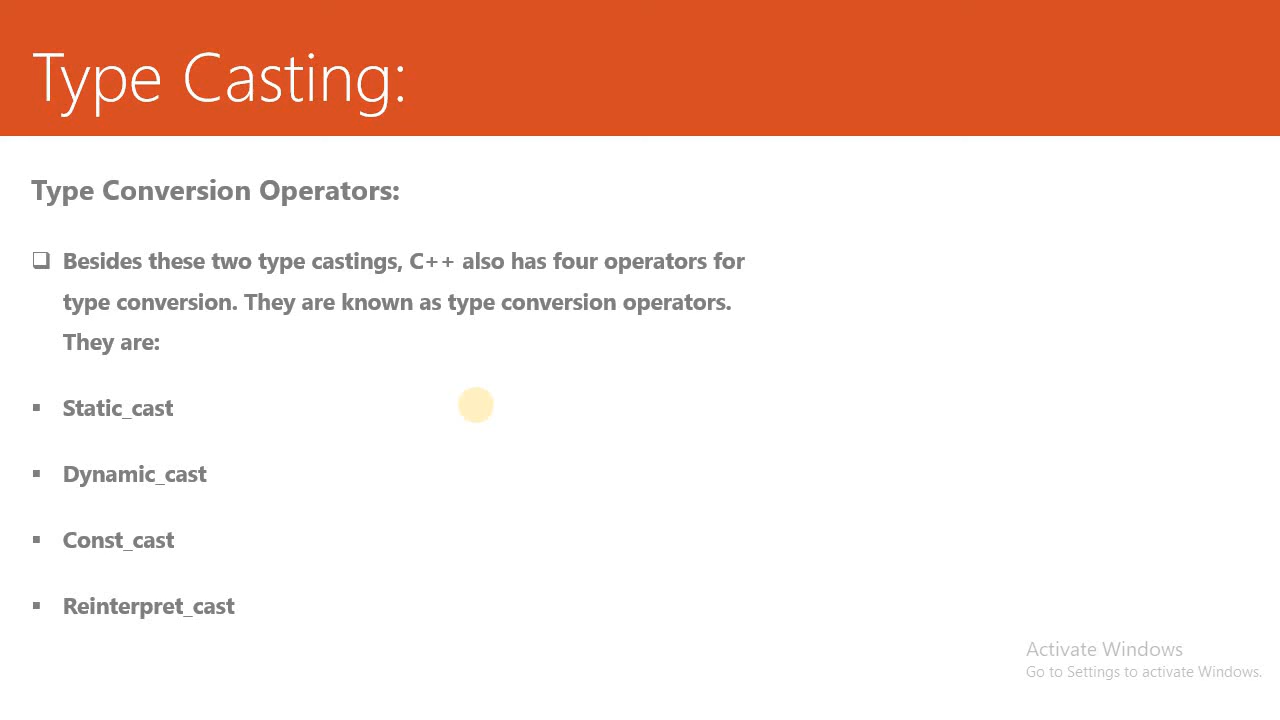 Type Casting:
Type Conversion Operators:
Besides these two type castings, C++ also has four operators for
type conversion. They are known as type conversion operators.
They are:
Static_cast
Dynamic_cast
Const_cast
Reinterpret_cast
Activate Windows
Go to Settings to activate Windows.